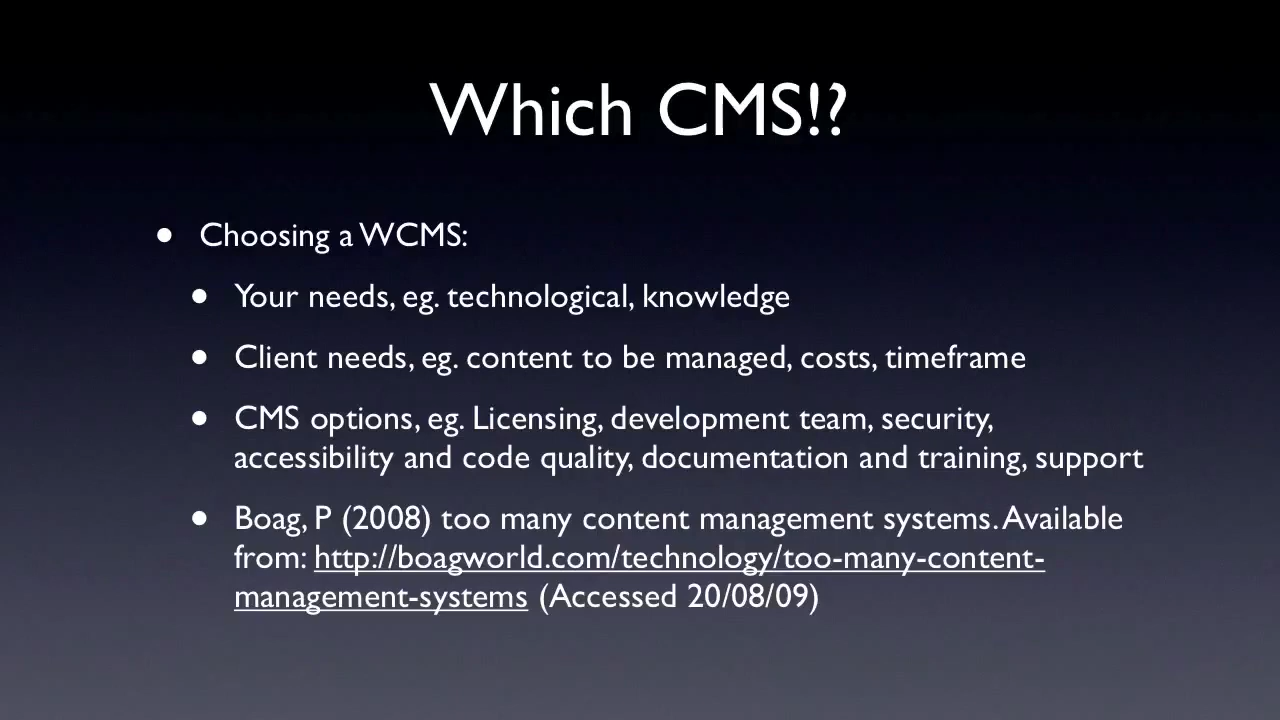 Which CMS!?
• Choosing a WCMS:
• Your needs, eg. technological, knowledge
• Client needs, eg. content to be managed, costs, timeframe
• CMS options, eg. Licensing, development team, security,
accessibility and code quality, documentation and training, support
• Boag, P (2008) too many content management systems. Available
from: http://boagworld.com/technology/too-many-content-
management-systems (Accessed 20/08/09)